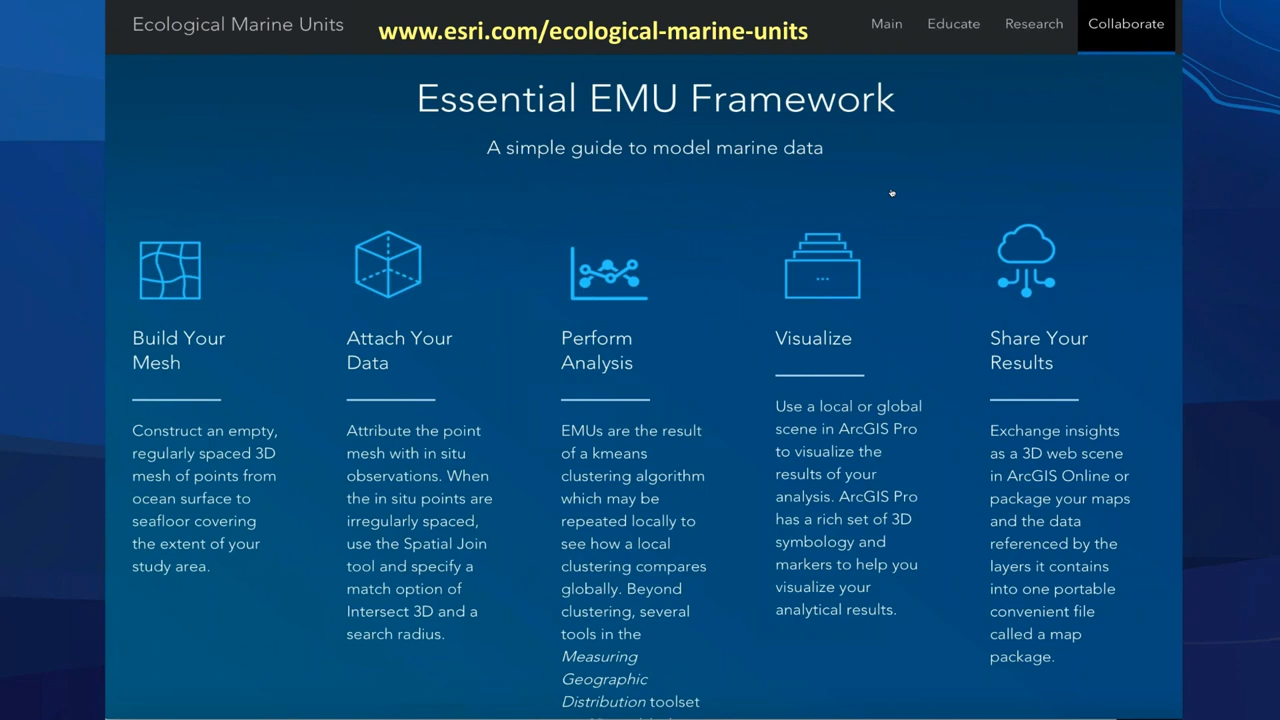 Ecological Marine Units
www.esri.com/ecological-marine-units
Main
Educate
Research
Collaborate
Essential EMU Framework
A simple guide to model marine data
Build Your
Mesh
Construct an empty,
regularly spaced 3D
mesh of points from
ocean surface to
seafloor covering
the extent of your
study area.
Attach Your
Data
Attribute the point
mesh with in situ
observations. When
the in situ points are
irregularly spaced,
use the Spatial Join
tool and specify a
match option of
Intersect 3D and a
search radius.
Perform
Analysis
EMUs are the result
of a kmeans
clustering algorithm
which may be
repeated locally to
see how a local
clustering compares
globally. Beyond
clustering, several
tools in the
Measuring
Geographic
Distribution toolset
Visualize
Use a local or global
scene in ArcGIS Pro
to visualize the
results of your
analysis. ArcGIS Pro
has a rich set of 3D
symbology and
markers to help you
visualize your
analytical results.
Share Your
Results
Exchange insights
as a 3D web scene
in ArcGIS Online or
package your maps
and the data
referenced by the
layers it contains
into one portable
convenient file
called a map
package.